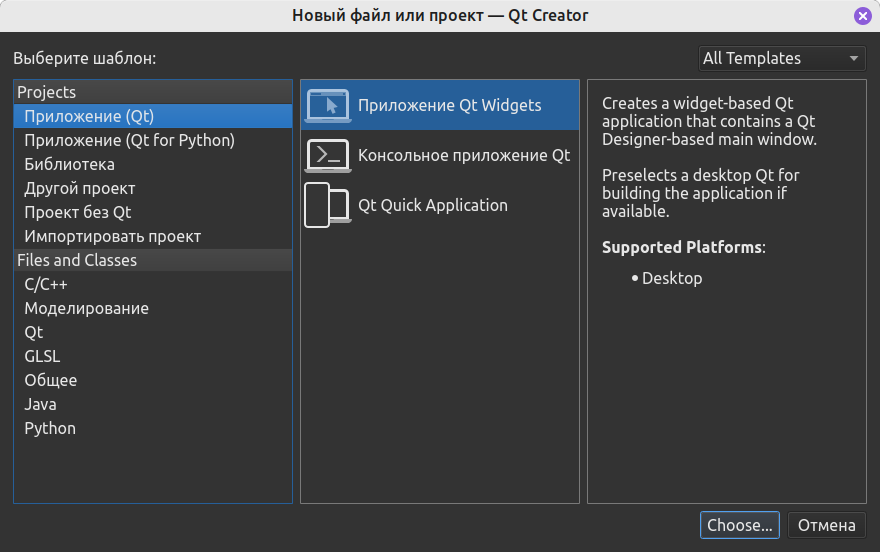 Новый файл или проект — Qt Creator
Выберите шаблон:
All Templates
Projects
Приложение (Qt)
Приложение (Qt for Python)
Библиотека
Другой проект
Проект без Qt
Импортировать проект
Files and Classes
C/C++
Моделирование
Qt
GLSL
Общее
Java
Python
Приложение Qt Widgets
Консольное приложение Qt
Qt Quick Application
Creates a widget-based Qt
application that contains a Qt
Designer-based main window.
Preselects a desktop Qt for
building the application if
available.
Supported Platforms:
• Desktop
Choose...
Отмена